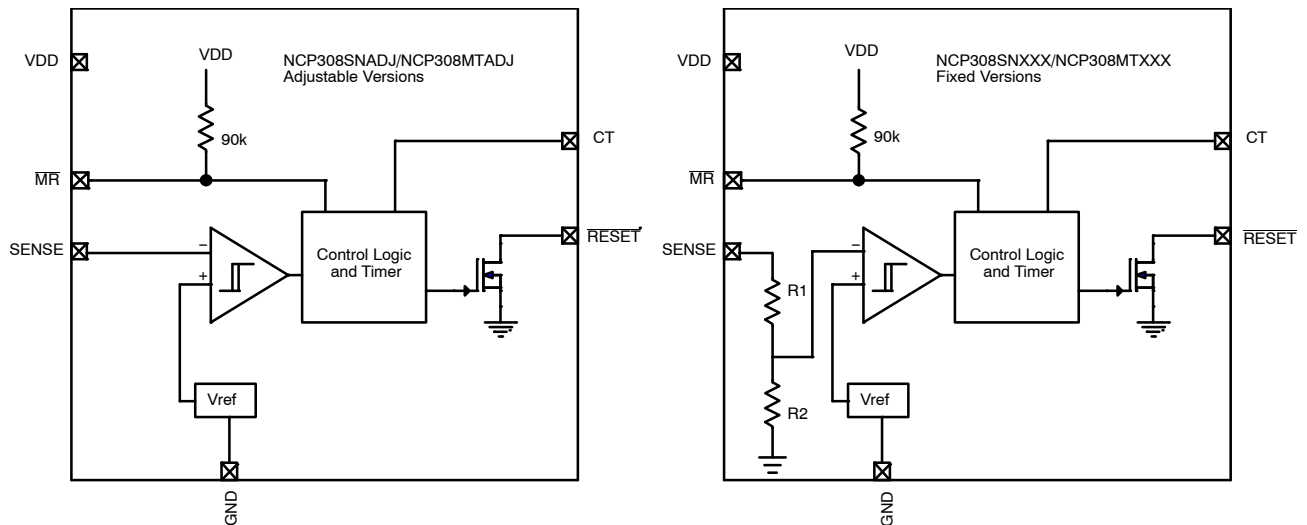 VDD
VDD
NCP308SNADJ/NCP308MTADJ
Adjustable Versions
90k
CT
MR
SENSE
−
+
Control Logic
and Timer
RESET
Vref
GND
VDD
VDD
NCP308SNXXX/NCP308MTXXX
Fixed Versions
90k
CT
MR
SENSE
−
+
Control Logic
and Timer
RESET
R1
R2
Vref
GND